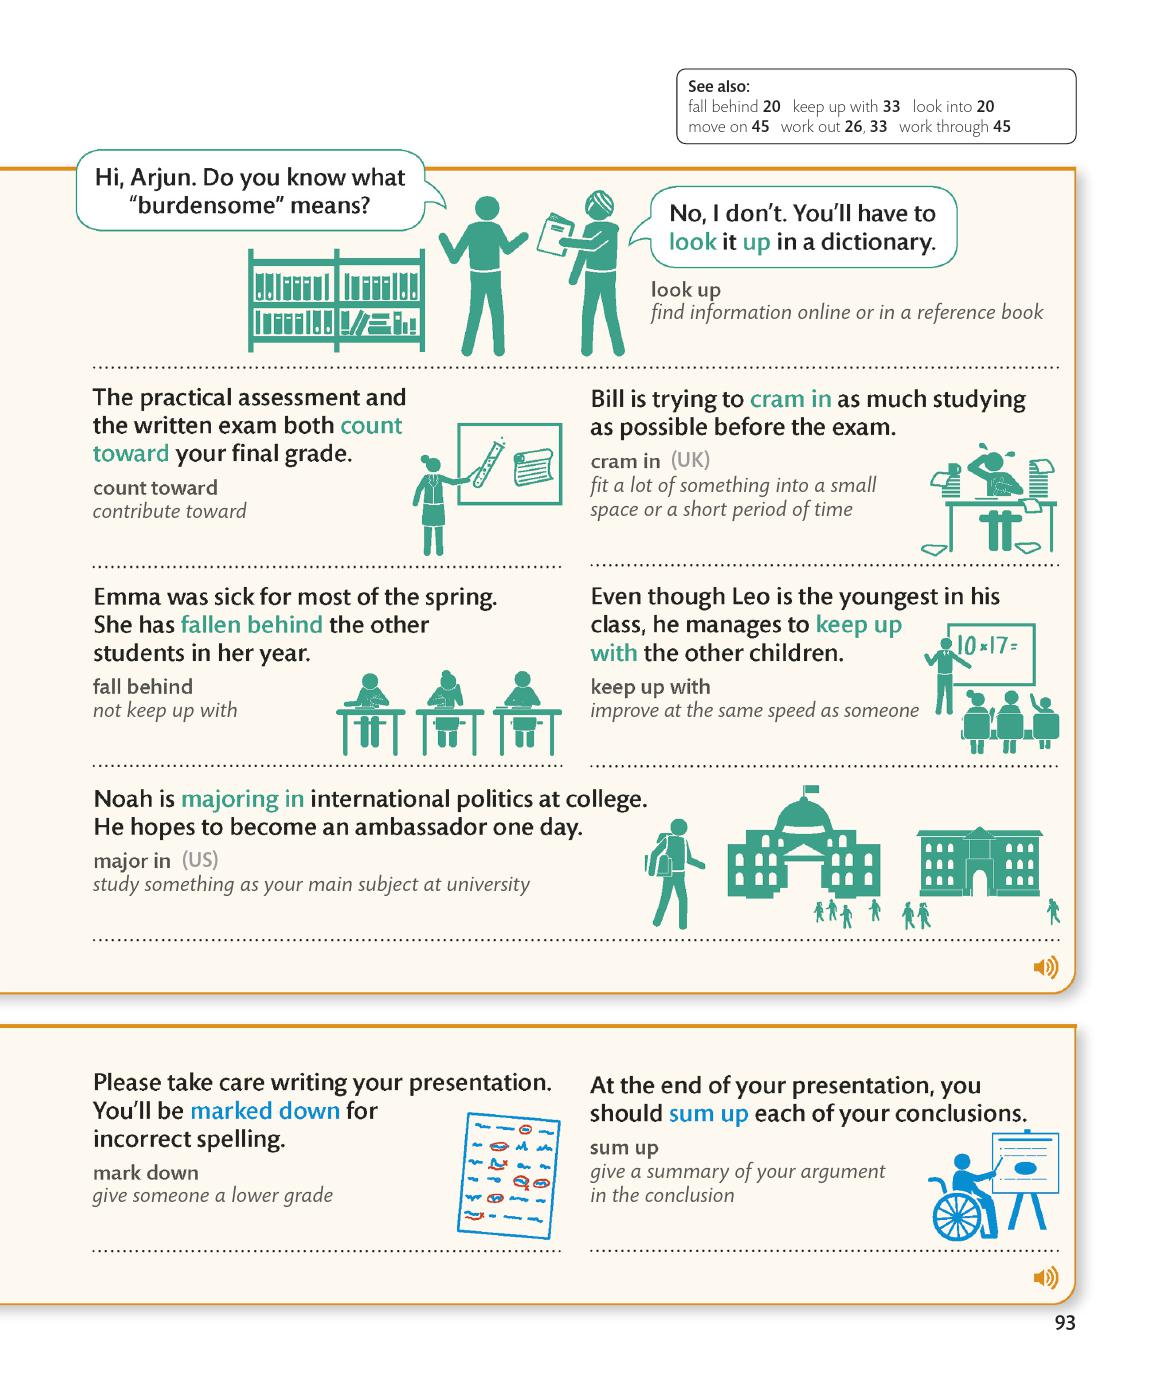 See also:
fall behind 20 keep up with 33 look into 20
move on 45 work out 26, 33 work through 45
Hi, Arjun. Do you know what
“burdensome” means?
No, I don’t. You’ll have to
look it up in a dictionary.
look up
find information online or in a reference book
The practical assessment and
the written exam both count
toward your final grade.
count toward
contribute toward
Bill is trying to cram in as much studying
as possible before the exam.
cram in (UK)
fit a lot of something into a small
space or a short period of time
Emma was sick for most of the spring.
She has fallen behind the other
students in her year.
fall behind
not keep up with
Even though Leo is the youngest in his
class, he manages to keep up
with the other children.
10×17=
keep up with
improve at the same speed as someone
Noah is majoring in international politics at college.
He hopes to become an ambassador one day.
major in (US)
study something as your main subject at university
Please take care writing your presentation.
You’ll be marked down for
incorrect spelling.
mark down
give someone a lower grade
At the end of your presentation, you
should sum up each of your conclusions.
sum up
give a summary of your argument
in the conclusion
93